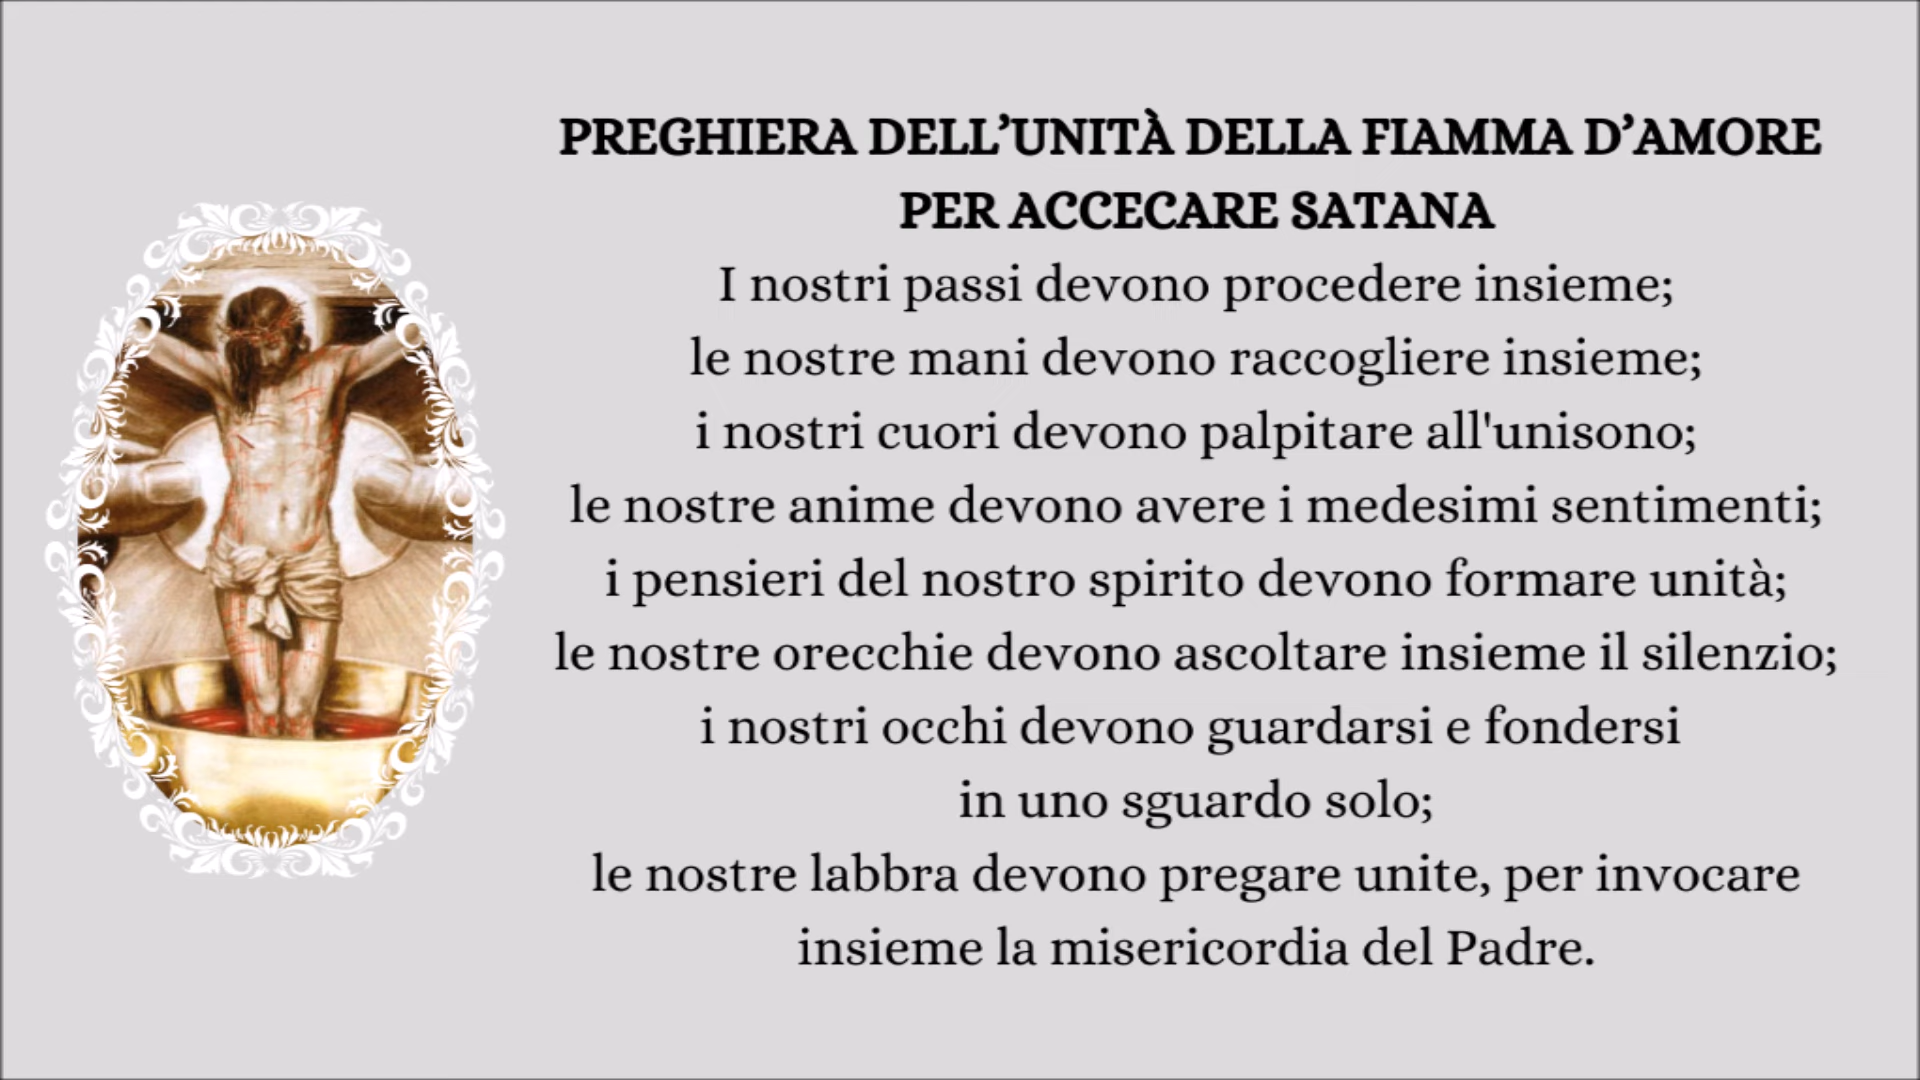 PREGHIERA DELL’UNITÀ DELLA FIAMMA D’AMORE
PER ACCECARE SATANA
I nostri passi devono procedere insieme;
le nostre mani devono raccogliere insieme;
i nostri cuori devono palpitare all'unisono;
le nostre anime devono avere i medesimi sentimenti;
i pensieri del nostro spirito devono formare unità;
le nostre orecchie devono ascoltare insieme il silenzio;
i nostri occhi devono guardarsi e fondersi
in uno sguardo solo;
le nostre labbra devono pregare unite, per invocare
insieme la misericordia del Padre.